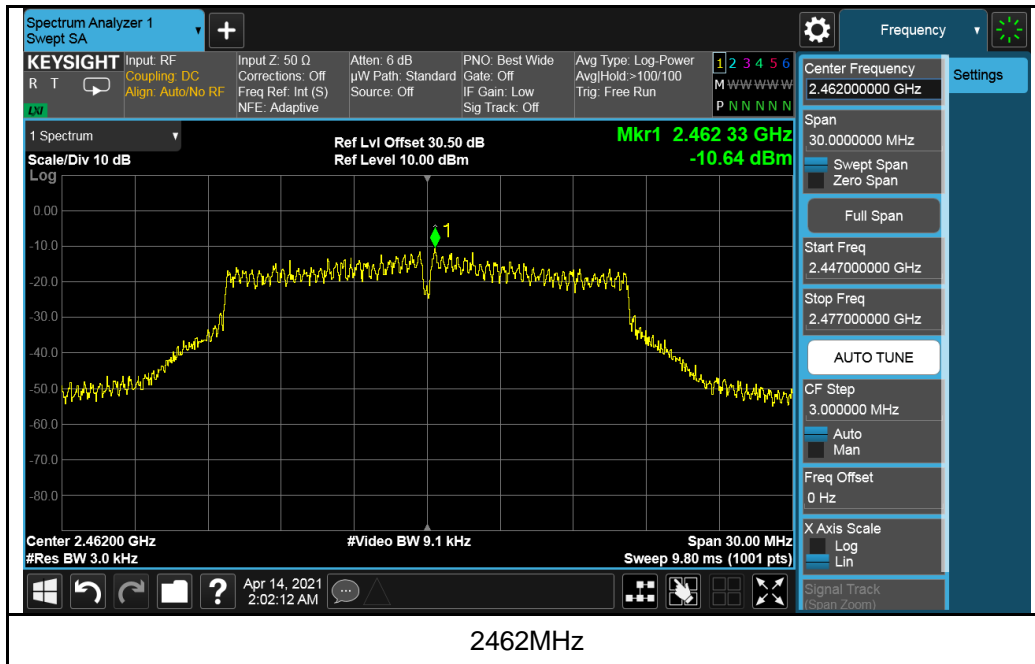 Spectrum Analyzer 1
Swept SA
Frequency
KEYSIGHT
R T
LXI
Input: RF
Coupling: DC
Align: Auto/No RF
Input Z: 50 Ω
Corrections: Off
Freq Ref: Int (S)
NFE: Adaptive
Atten: 6 dB
µW Path: Standard
Source: Off
PNO: Best Wide
Gate: Off
IF Gain: Low
Sig Track: Off
Avg Type: Log-Power
Avg|Hold:>100/100
Trig: Free Run
1 2 3 4 5 6
M W W W W W
P N N N N N
1 Spectrum
Scale/Div 10 dB
Log
Ref Lvl Offset 30.50 dB
Ref Level 10.00 dBm
Mkr1 2.462 33 GHz
-10.64 dBm
0.00
-10.0
-20.0
-30.0
-40.0
-50.0
-60.0
-70.0
-80.0
1
Center 2.46200 GHz
#Res BW 3.0 kHz
#Video BW 9.1 kHz
Span 30.00 MHz
Sweep 9.80 ms (1001 pts)
Apr 14, 2021
2:02:12 AM
Center Frequency
2.462000000 GHz
Settings
Span
30.0000000 MHz
Swept Span
Zero Span
Full Span
Start Freq
2.447000000 GHz
Stop Freq
2.477000000 GHz
AUTO TUNE
CF Step
3.000000 MHz
Auto
Man
Freq Offset
0 Hz
X Axis Scale
Log
Lin
Signal Track
(Span Zoom)
2462MHz